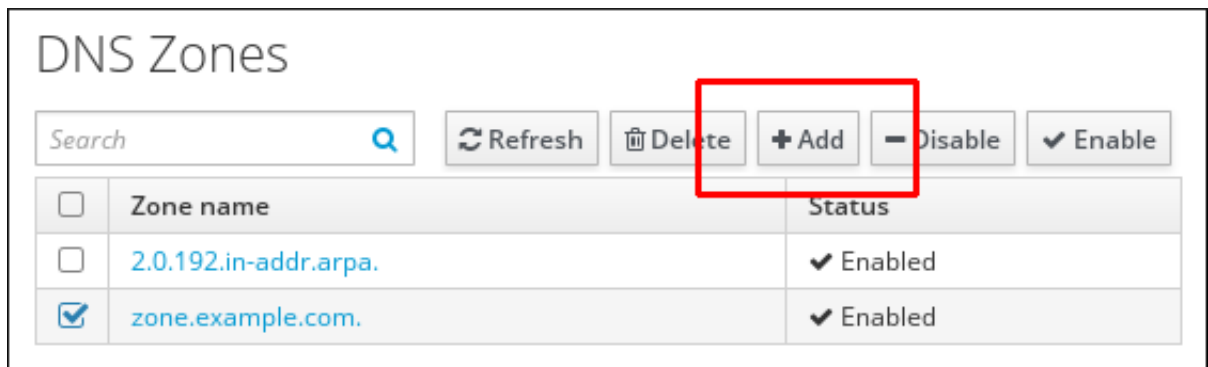 DNS Zones
Search Refresh Delete Add Disable Enable
Zone name Status
2.0.192.in-addr.arpa. Enabled
zone.example.com. Enabled